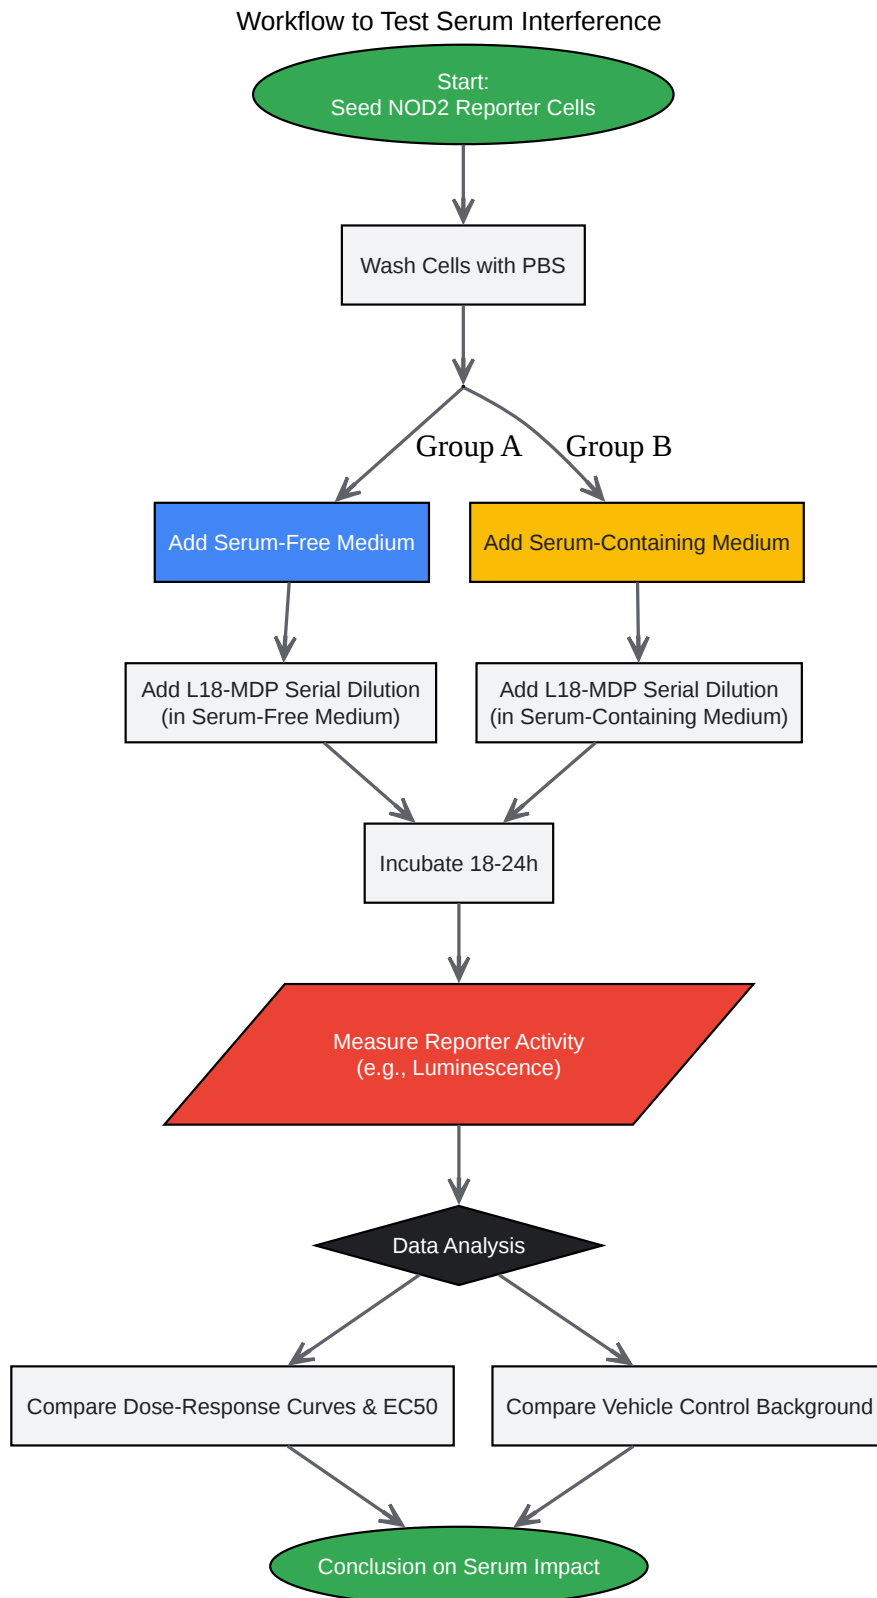 Workflow to Test Serum Interference
Start:
Seed NOD2 Reporter Cells
Wash Cells with PBS
Group A
Group B
Add Serum-Free Medium
Add Serum-Containing Medium
Add L18-MDP Serial Dilution
(in Serum-Free Medium)
Add L18-MDP Serial Dilution
(in Serum-Containing Medium)
Incubate 18-24h
Measure Reporter Activity
(e.g., Luminescence)
Data Analysis
Compare Dose-Response Curves & EC50
Compare Vehicle Control Background
Conclusion on Serum Impact